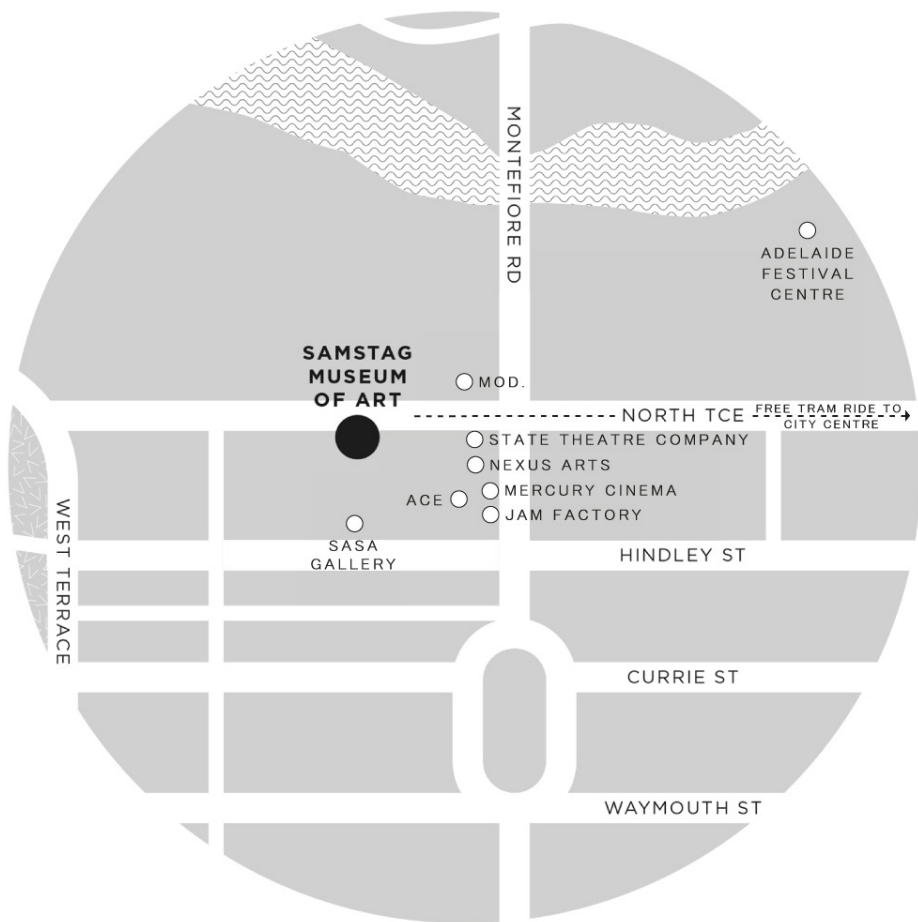 MONTEFIORE RD
ADELAIDE
FESTIVAL
CENTRE
SAMSTAG
MUSEUM
OF ART
MOD.
NORTH TCE
FREE TRAM RIDE TO
CITY CENTRE
STATE THEATRE COMPANY
NEXUS ARTS
MERCURY CINEMA
ACE
JAM FACTORY
WEST TERRACE
SASA
GALLERY
HINDLEY ST
CURRIE ST
WAYMOUTH ST